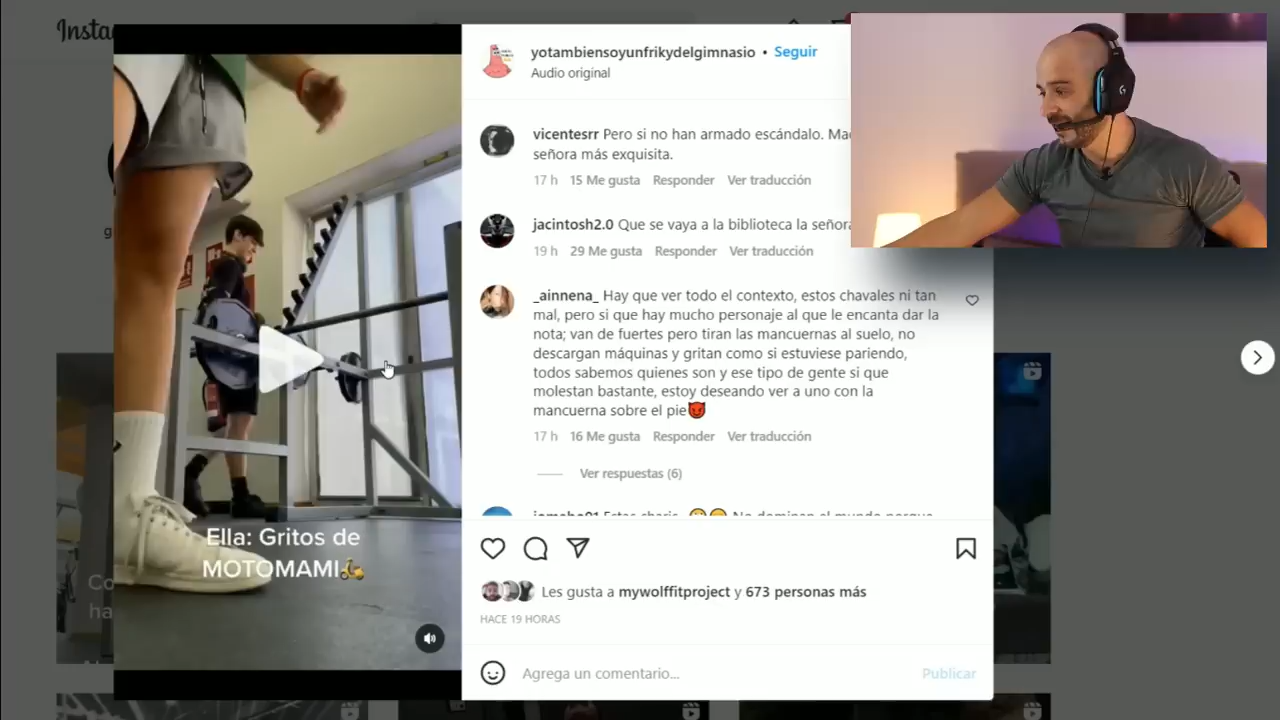 Insta
yotambiensoyunfrikydelgimnasio • Seguir
Audio original
vicentesrr Pero si no han armado escándalo.
señora más exquisita.
17 h 15 Me gusta Responder Ver traducción
jacintosh2.0 Que se vaya a la biblioteca la señora
19 h 29 Me gusta Responder Ver traducción
_ainnena_ Hay que ver todo el contexto, estos chavales ni tan
mal, pero si que hay mucho personaje al que le encanta dar la
nota; van de fuertes pero tiran las mancuernas al suelo, no
descargan máquinas y gritan como si estuviese pariendo,
todos sabemos quienes son y ese tipo de gente si que
molestan bastante, estoy deseando ver a uno con la
mancuerna sobre el pie😈
17 h 16 Me gusta Responder Ver traducción
Ver respuestas (6)
Ella: Gritos de
MOTOMAMI🛵
Co
ha
Les gusta a mywolffitproject y 673 personas más
HACE 19 HORAS
Agrega un comentario... Publicar